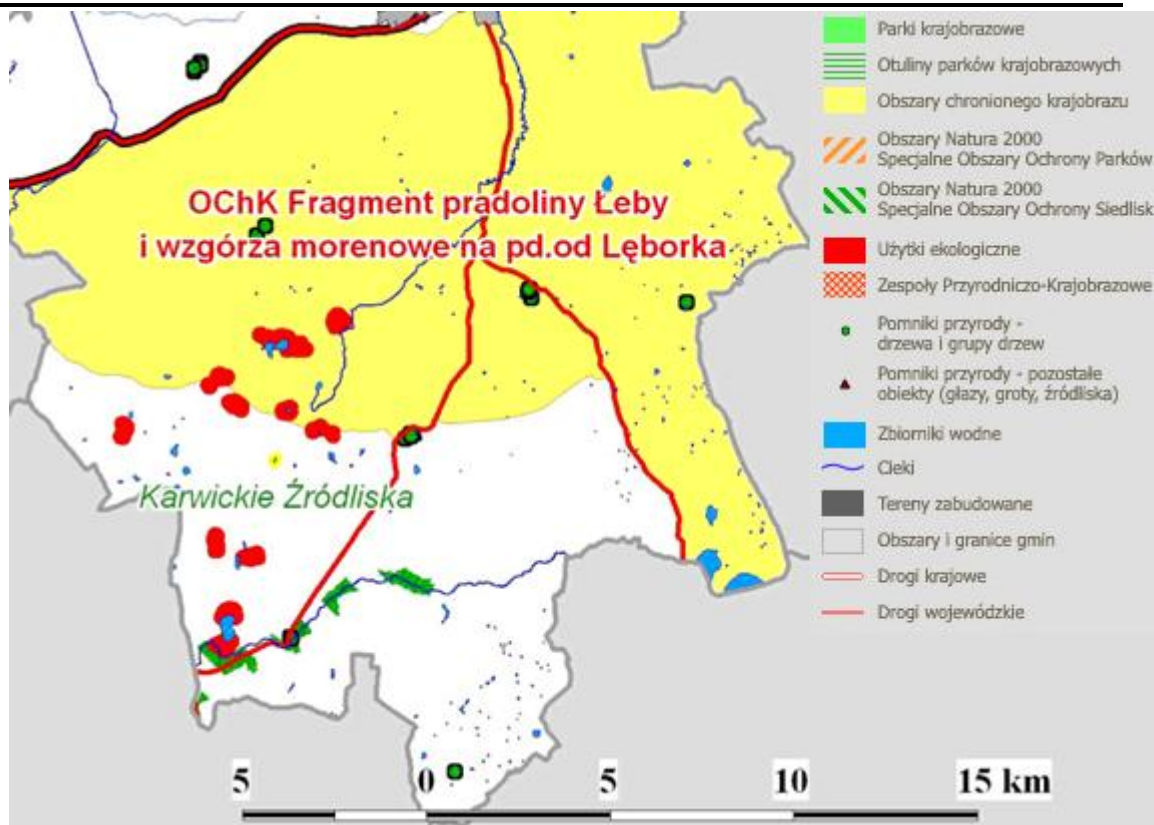 Parki krajobrazowe
Otuliny parków krajobrazowych
Obszary chronionego krajobrazu
Obszary Natura 2000
Specjalne Obszary Ochrony Parków
Obszary Natura 2000
Specjalne Obszary Ochrony Siedlisk
Użytki ekologiczne
Zespoły Przyrodniczo-Krajobrazowe
Pomniki przyrody -
drzewa i grupy drzew
Pomniki przyrody - pozostałe
obiekty (głazy, groty, źródliska)
Zbiorniki wodne
Cieki
Tereny zabudowane
Obszary i granice gmin
Drogi krajowe
Drogi wojewódzkie
OChK Fragment pradoliny Łeby
i wzgórza morenowe na pd.od Lęborka
Karwickie Źródliska
5 0 5 10 15 km